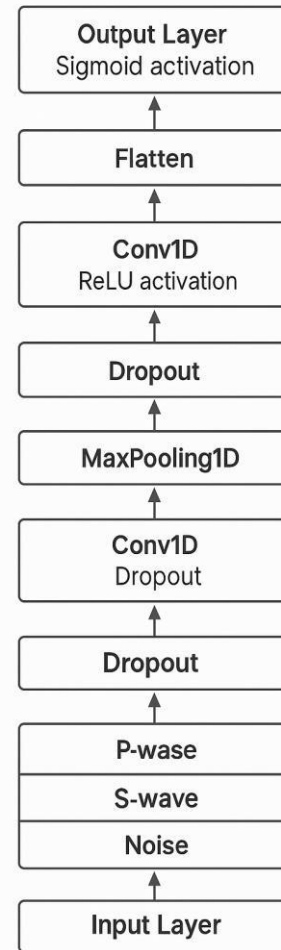 Output Layer
Sigmoid activation
Flatten
Conv1D
ReLU activation
Dropout
MaxPooling1D
Conv1D
Dropout
Dropout
P-wase
S-wave
Noise
Input Layer